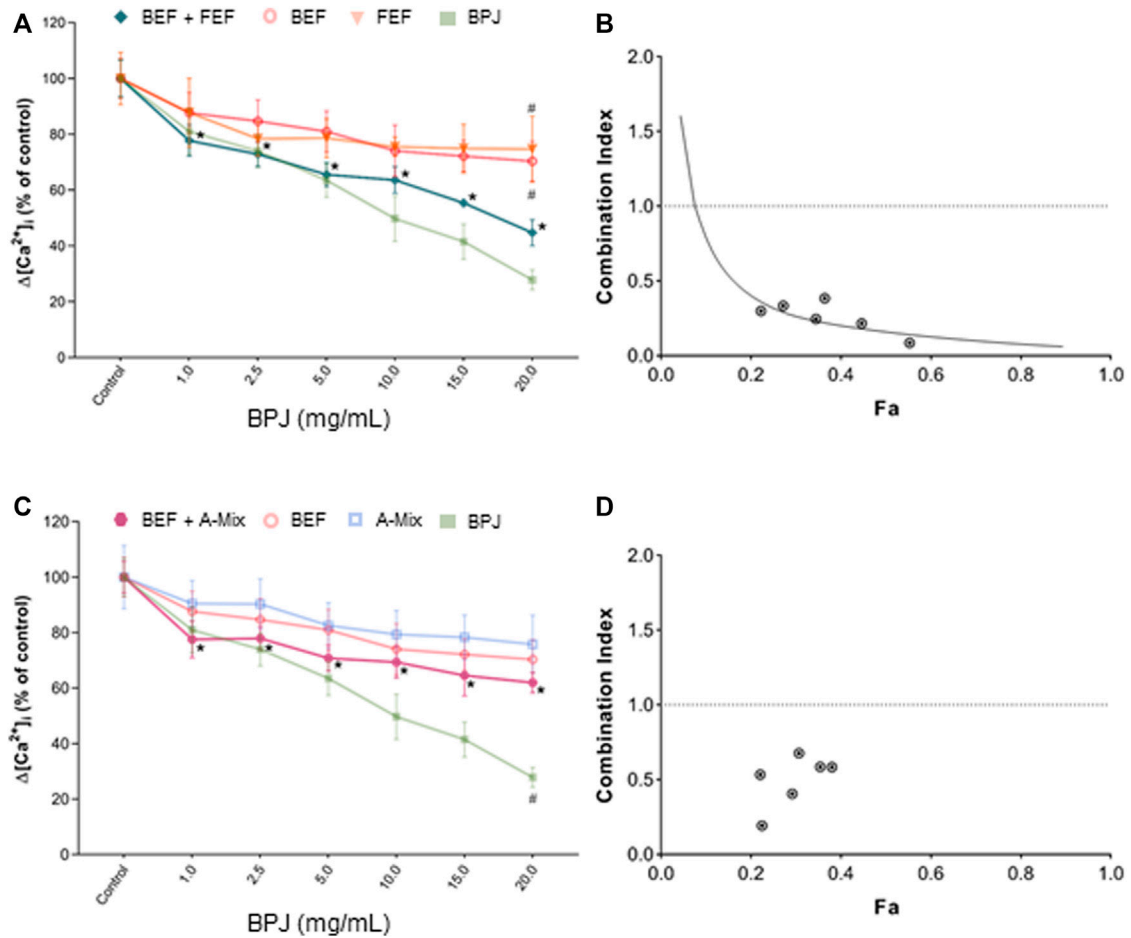 A
BEF + FEF BEF FEF BPJ
120
100
80
60
40
20
0
Δ[Ca²⁺]ᵢ (% of control)
# 
★ ★ ★ ★ ★ ★
#
Control 1.0 2.5 5.0 10.0 15.0 20.0
BPJ (mg/mL)
B
2.0
1.5
1.0
0.5
0.0
Combination Index
0.0 0.2 0.4 0.6 0.8 1.0
Fa
C
BEF + A-Mix BEF A-Mix BPJ
120
100
80
60
40
20
0
Δ[Ca²⁺]ᵢ (% of control)
★ ★ ★ ★ ★ ★
#
Control 1.0 2.5 5.0 10.0 15.0 20.0
BPJ (mg/mL)
D
2.0
1.5
1.0
0.5
0.0
Combination Index
0.0 0.2 0.4 0.6 0.8 1.0
Fa